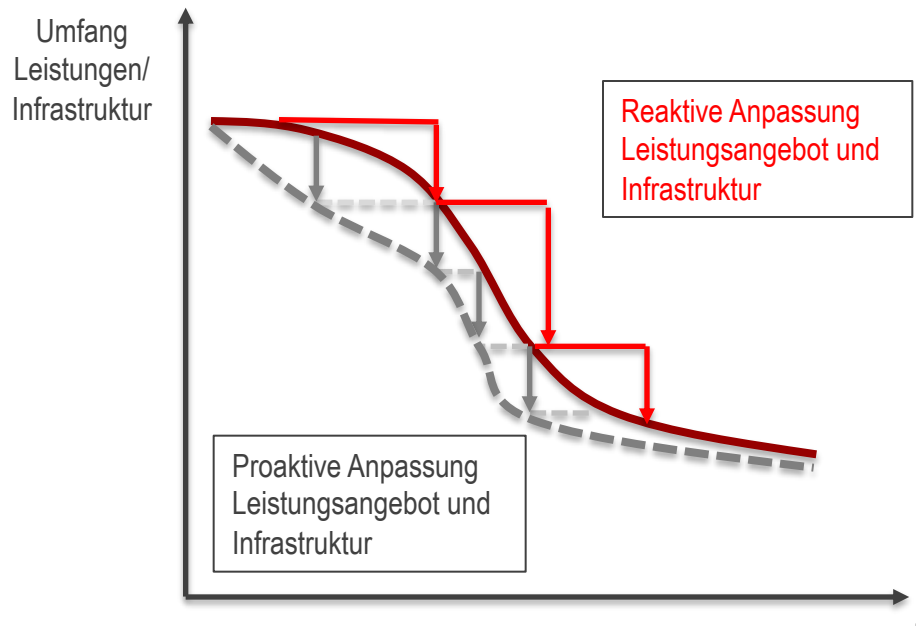 Umfang
Leistungen/
Infrastruktur
Reaktive Anpassung
Leistungsangebot und
Infrastruktur
Proaktive Anpassung
Leistungsangebot und
Infrastruktur